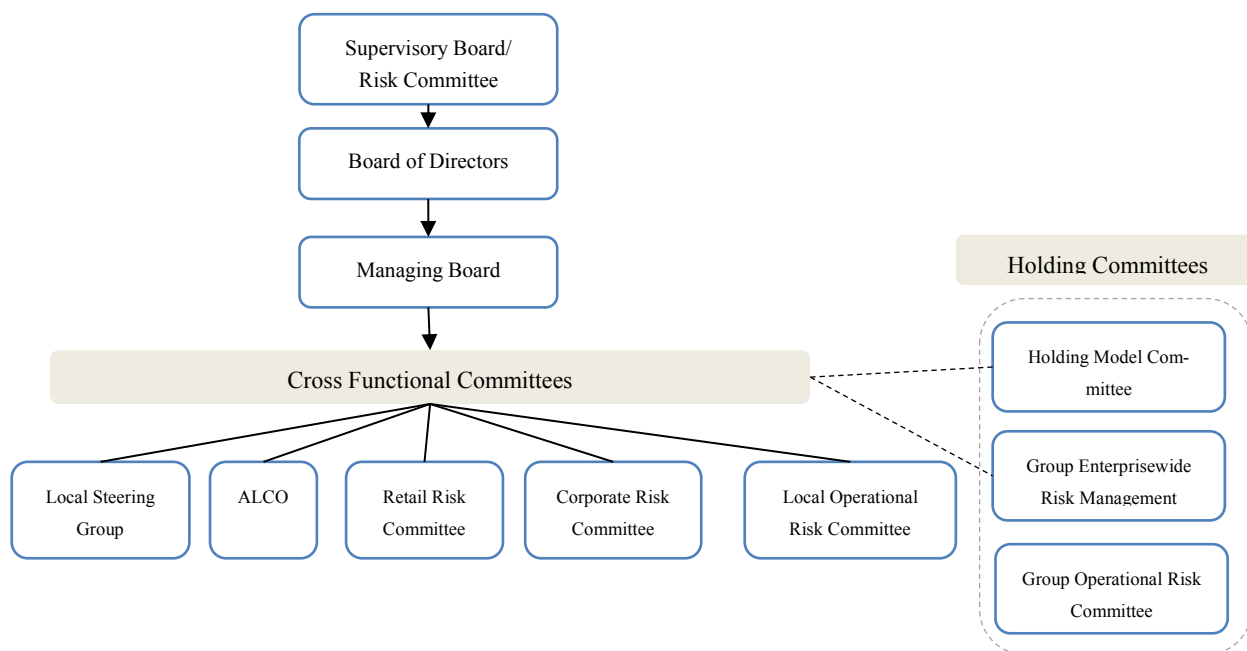 Supervisory Board/
Risk Committee
Board of Directors
Managing Board
Holding Committees
Cross Functional Committees
Holding Model Com-
mittee
Group Enterprisewide
Risk Management
Group Operational Risk
Committee
Local Steering
Group
ALCO
Retail Risk
Committee
Corporate Risk
Committee
Local Operational
Risk Committee